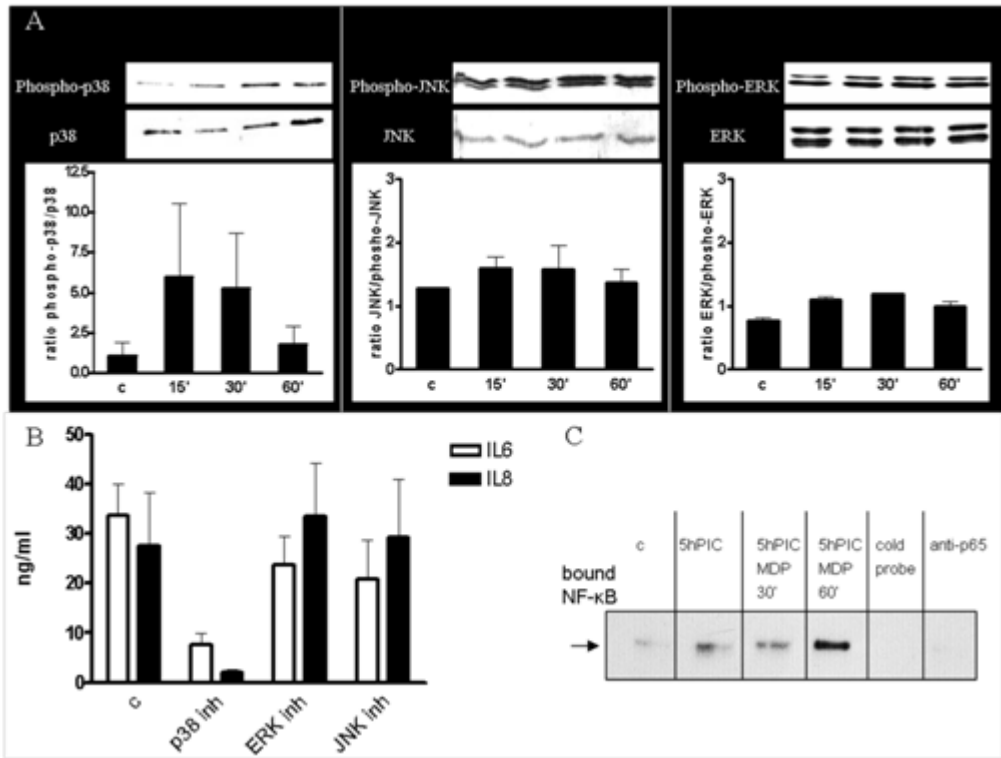 A
Phospho-p38
p38
ratio phospho-p38/p38
12.5
10.0
7.5
5.0
2.5
0.0
c 15' 30' 60'
Phospho-JNK
JNK
ratio JNK/phosho-JNK
3
2
1
0
c 15' 30' 60'
Phospho-ERK
ERK
ratio ERK/phosho-ERK
3
2
1
0
c 15' 30' 60'
B
ng/ml
50
40
30
20
10
0
c p38 inh ERK inh JNK inh
IL6
IL8
C
bound
NF-κB
c
5hPIC
5hPIC
MDP
30'
5hPIC
MDP
60'
cold
probe
anti-p65